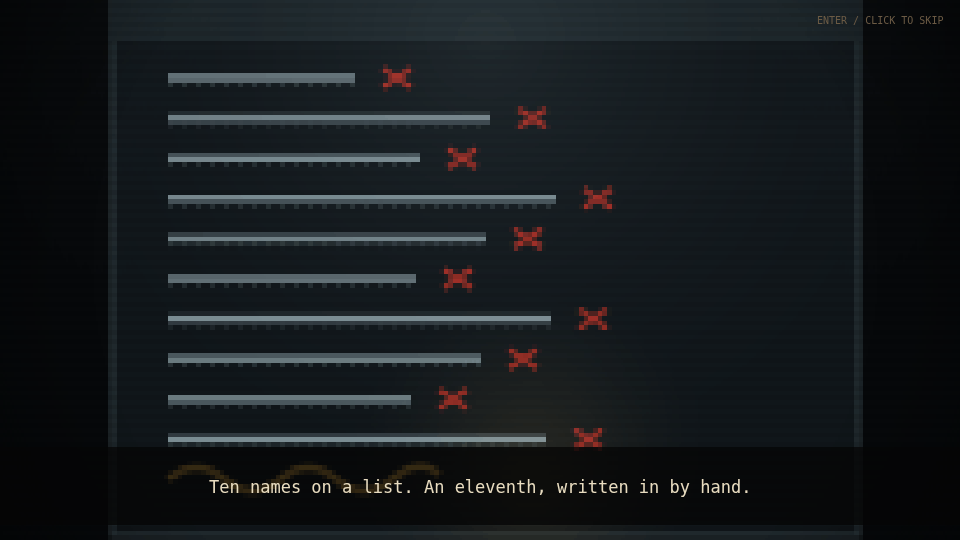 ENTER / CLICK TO SKIP
Ten names on a list. An eleventh, written in by hand.